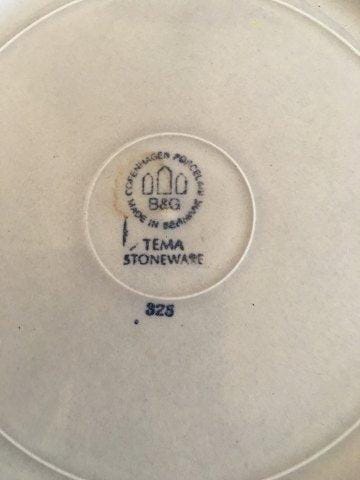 COPENHAGEN PORCELAIN
B&G
MADE IN DENMARK
TEMA
STONEWARE
325